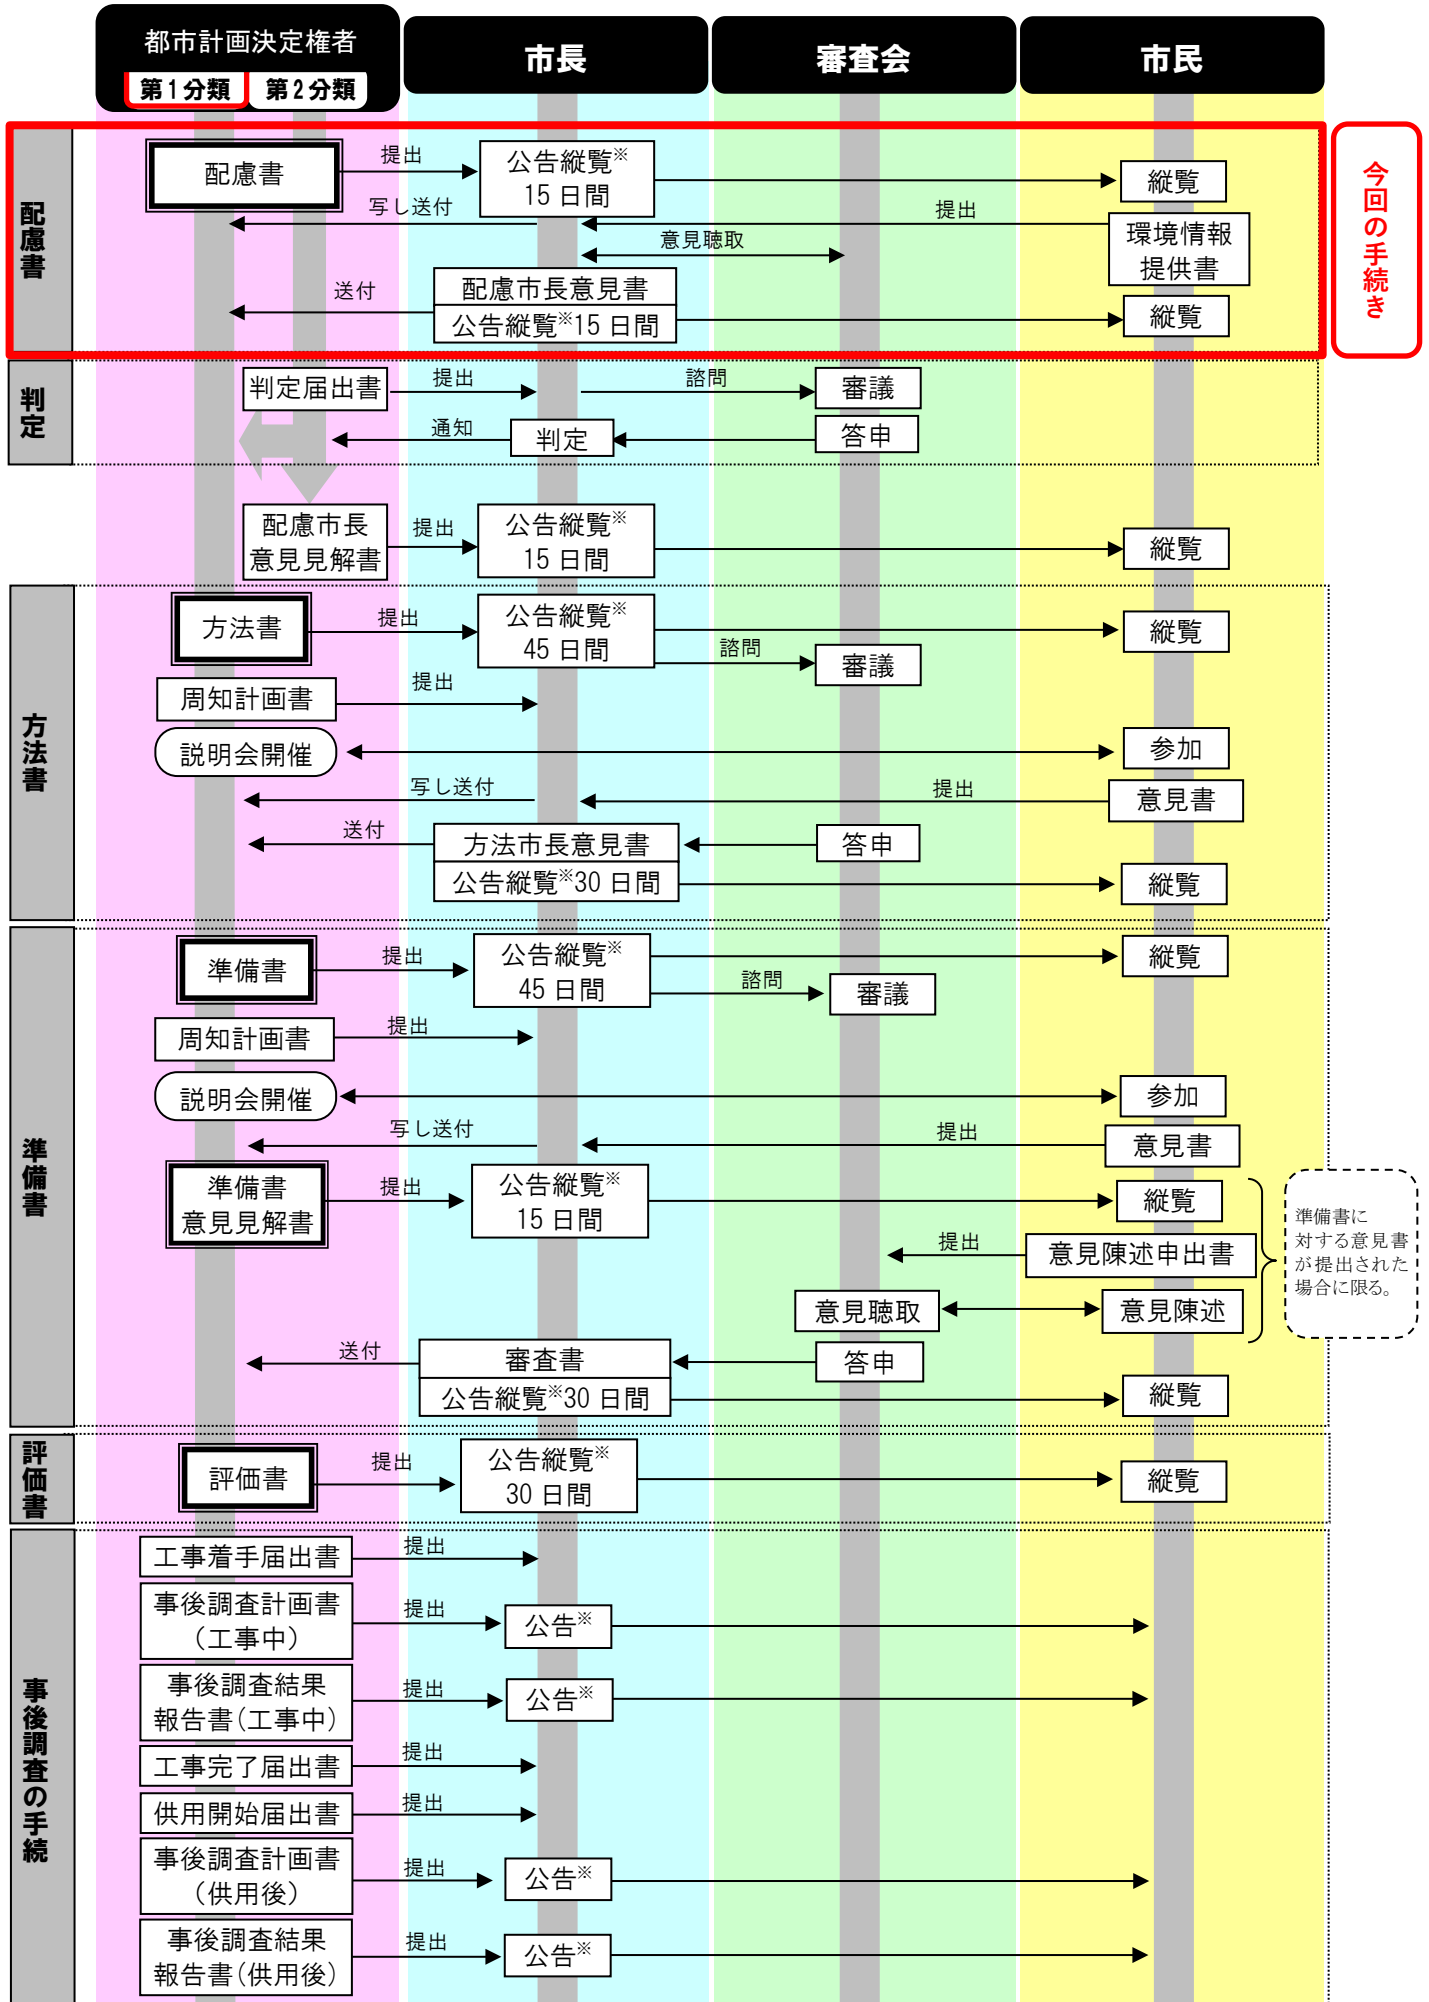 都市計画決定権者
第1分類
第2分類
市長
審査会
市民
今回の手続き
配慮書
配慮書
提出
公告縦覧※
15日間
縦覧
写し送付
提出
環境情報
提供書
意見聴取
配慮市長意見書
送付
公告縦覧※15日間
縦覧
判定
判定届出書
提出
諮問
審議
通知
判定
答申
配慮市長
意見見解書
提出
公告縦覧※
15日間
縦覧
方法書
方法書
提出
公告縦覧※
45日間
縦覧
諮問
審議
周知計画書
提出
説明会開催
参加
写し送付
提出
意見書
送付
方法市長意見書
答申
公告縦覧※30日間
縦覧
準備書
準備書
提出
公告縦覧※
45日間
縦覧
諮問
審議
周知計画書
提出
説明会開催
参加
写し送付
提出
意見書
準備書
意見見解書
提出
公告縦覧※
15日間
縦覧
提出
意見陳述申出書
意見聴取
意見陳述
準備書に
対する意見書
が提出された
場合に限る。
送付
審査書
答申
公告縦覧※30日間
縦覧
評価書
評価書
提出
公告縦覧※
30日間
縦覧
事後調査の手続
工事着手届出書
提出
事後調査計画書
（工事中）
提出
公告※
事後調査結果
報告書（工事中）
提出
公告※
工事完了届出書
提出
供用開始届出書
提出
事後調査計画書
（供用後）
提出
公告※
事後調査結果
報告書（供用後）
提出
公告※